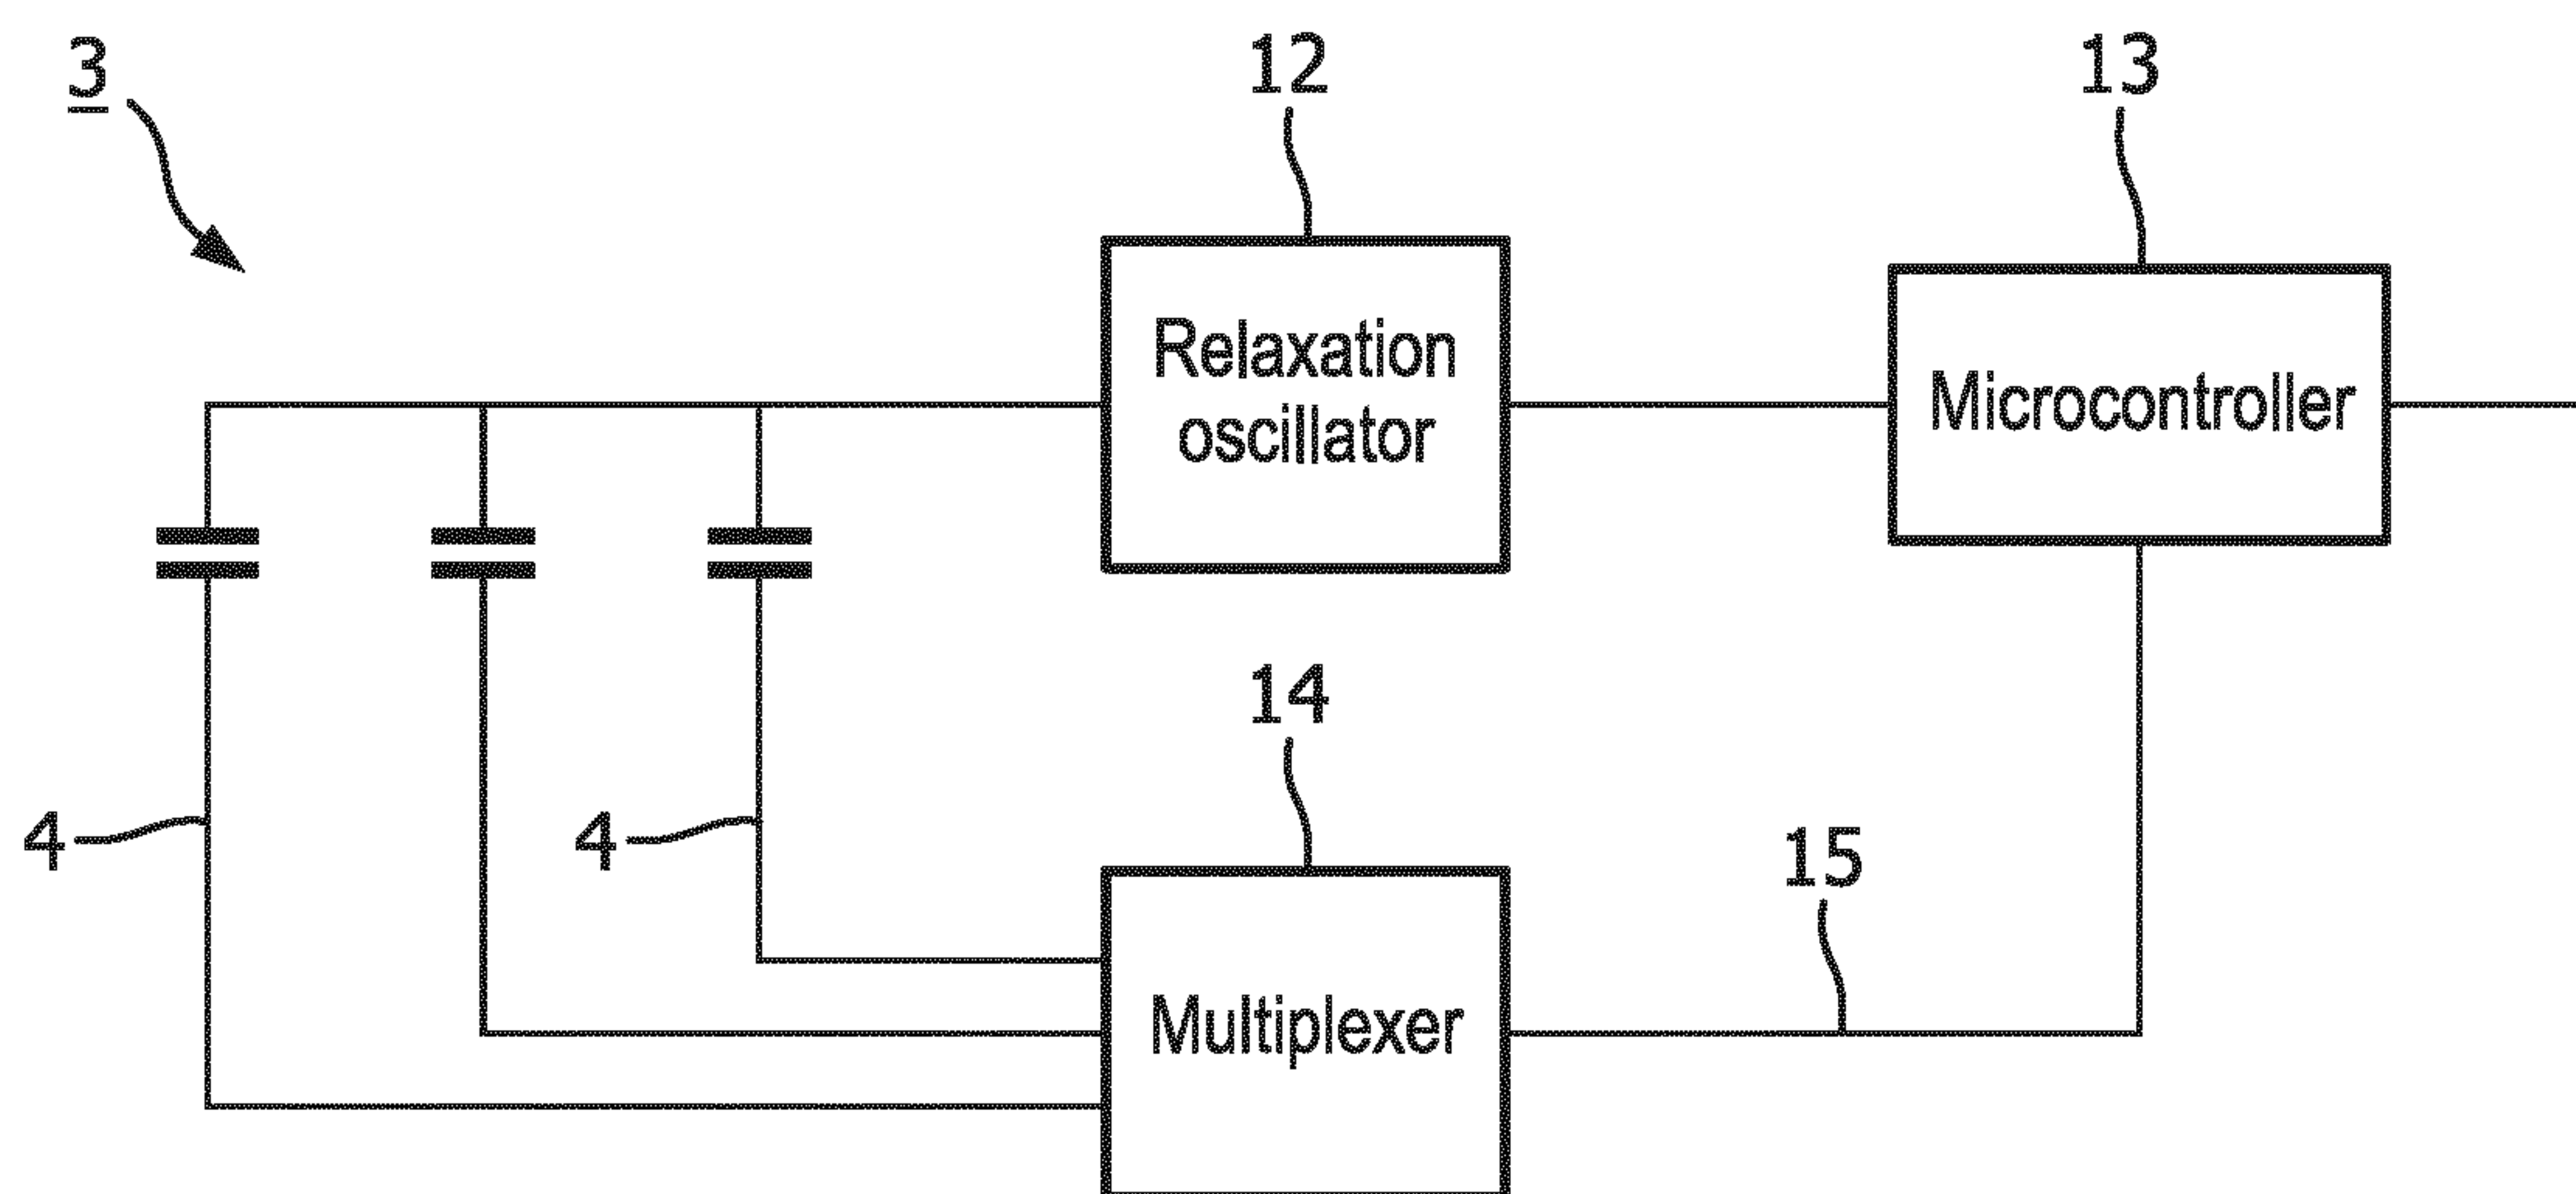 3
12
13
Relaxation
oscillator
Microcontroller
14
4
4
15
Multiplexer